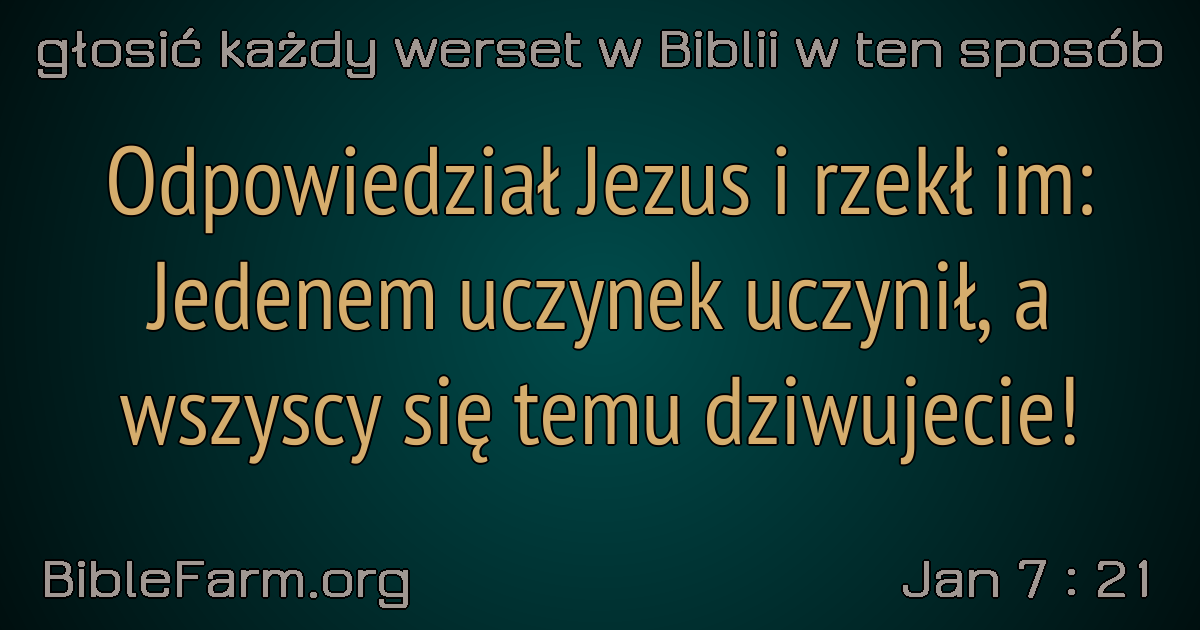 głosić każdy werset w Biblii w ten sposób
Odpowiedział Jezus i rzekł im:
Jedenem uczynek uczynił, a
wszyscy się temu dziwujecie!
BibleFarm.org
Jan 7 : 21